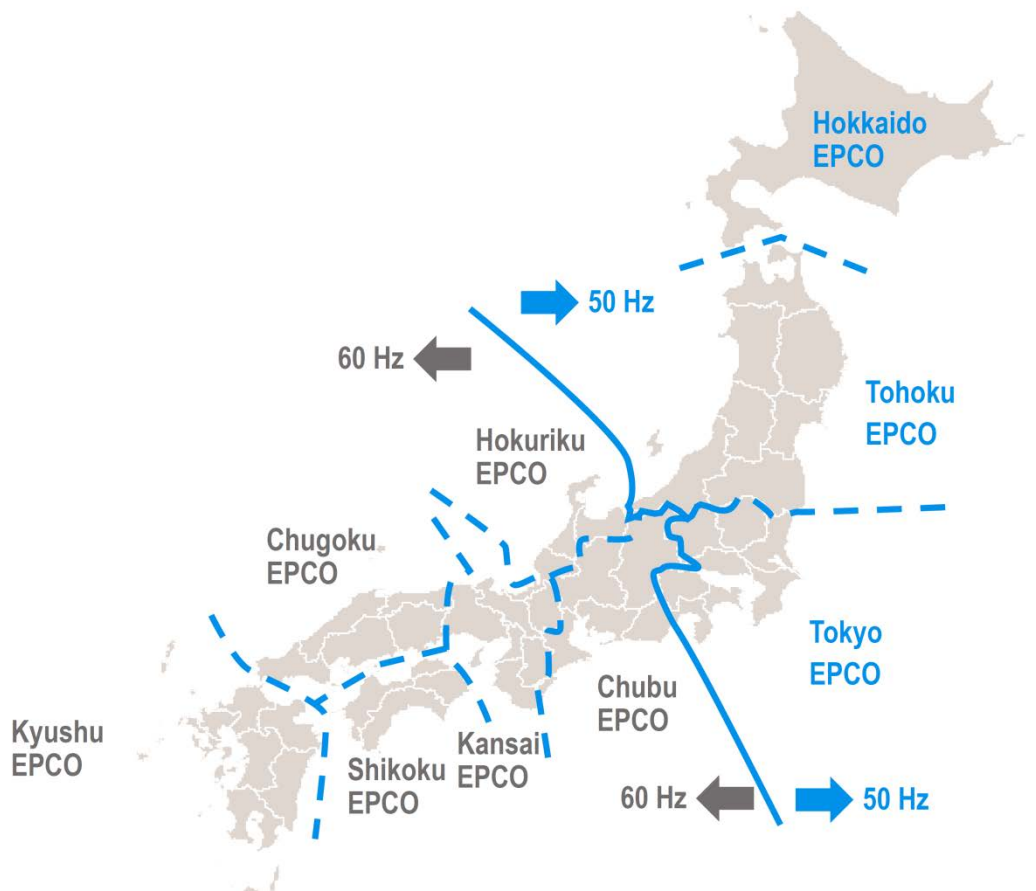 Hokkaido
EPCO
50 Hz
60 Hz
Tohoku
EPCO
Hokuriku
EPCO
Chugoku
EPCO
Tokyo
EPCO
Chubu
EPCO
Kyushu
EPCO
Kansai
EPCO
Shikoku
EPCO
60 Hz
50 Hz